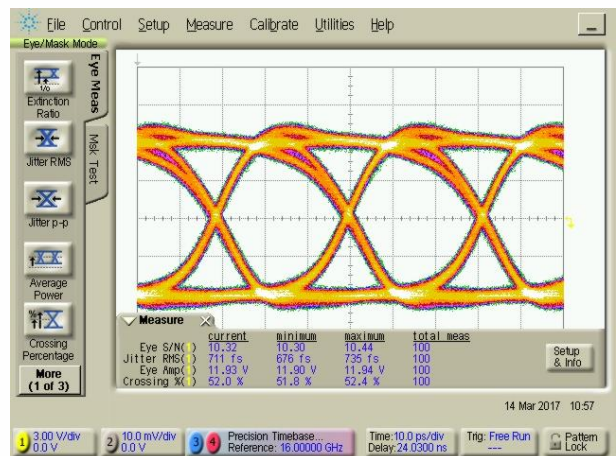 File Control Setup Measure Calibrate Utilities Help
Eye/Mask Mode
Eye Meas
Msk Test
Extinction
Ratio
Jitter RMS
Jitter p-p
Average
Power
Crossing
Percentage
More
(1 of 3)
Measure
current minimum maximum total meas
Eye S/N(1) 10.32 10.30 10.44 100
Jitter RMS(1) 711 fs 676 fs 735 fs 100
Eye Amp(1) 11.93 V 11.90 V 11.94 V 100
Crossing %(1) 52.0 % 51.8 % 52.4 % 100
Setup
& Info
14 Mar 2017 10:57
1 3.00 V/div
0.0 V
2 10.0 mV/div
0.0 V
3 4 Precision Timebase...
Reference: 16.00000 GHz
Time:10.0 ps/div
Delay:24.0300 ns
Trig: Free Run
---
Pattern
Lock